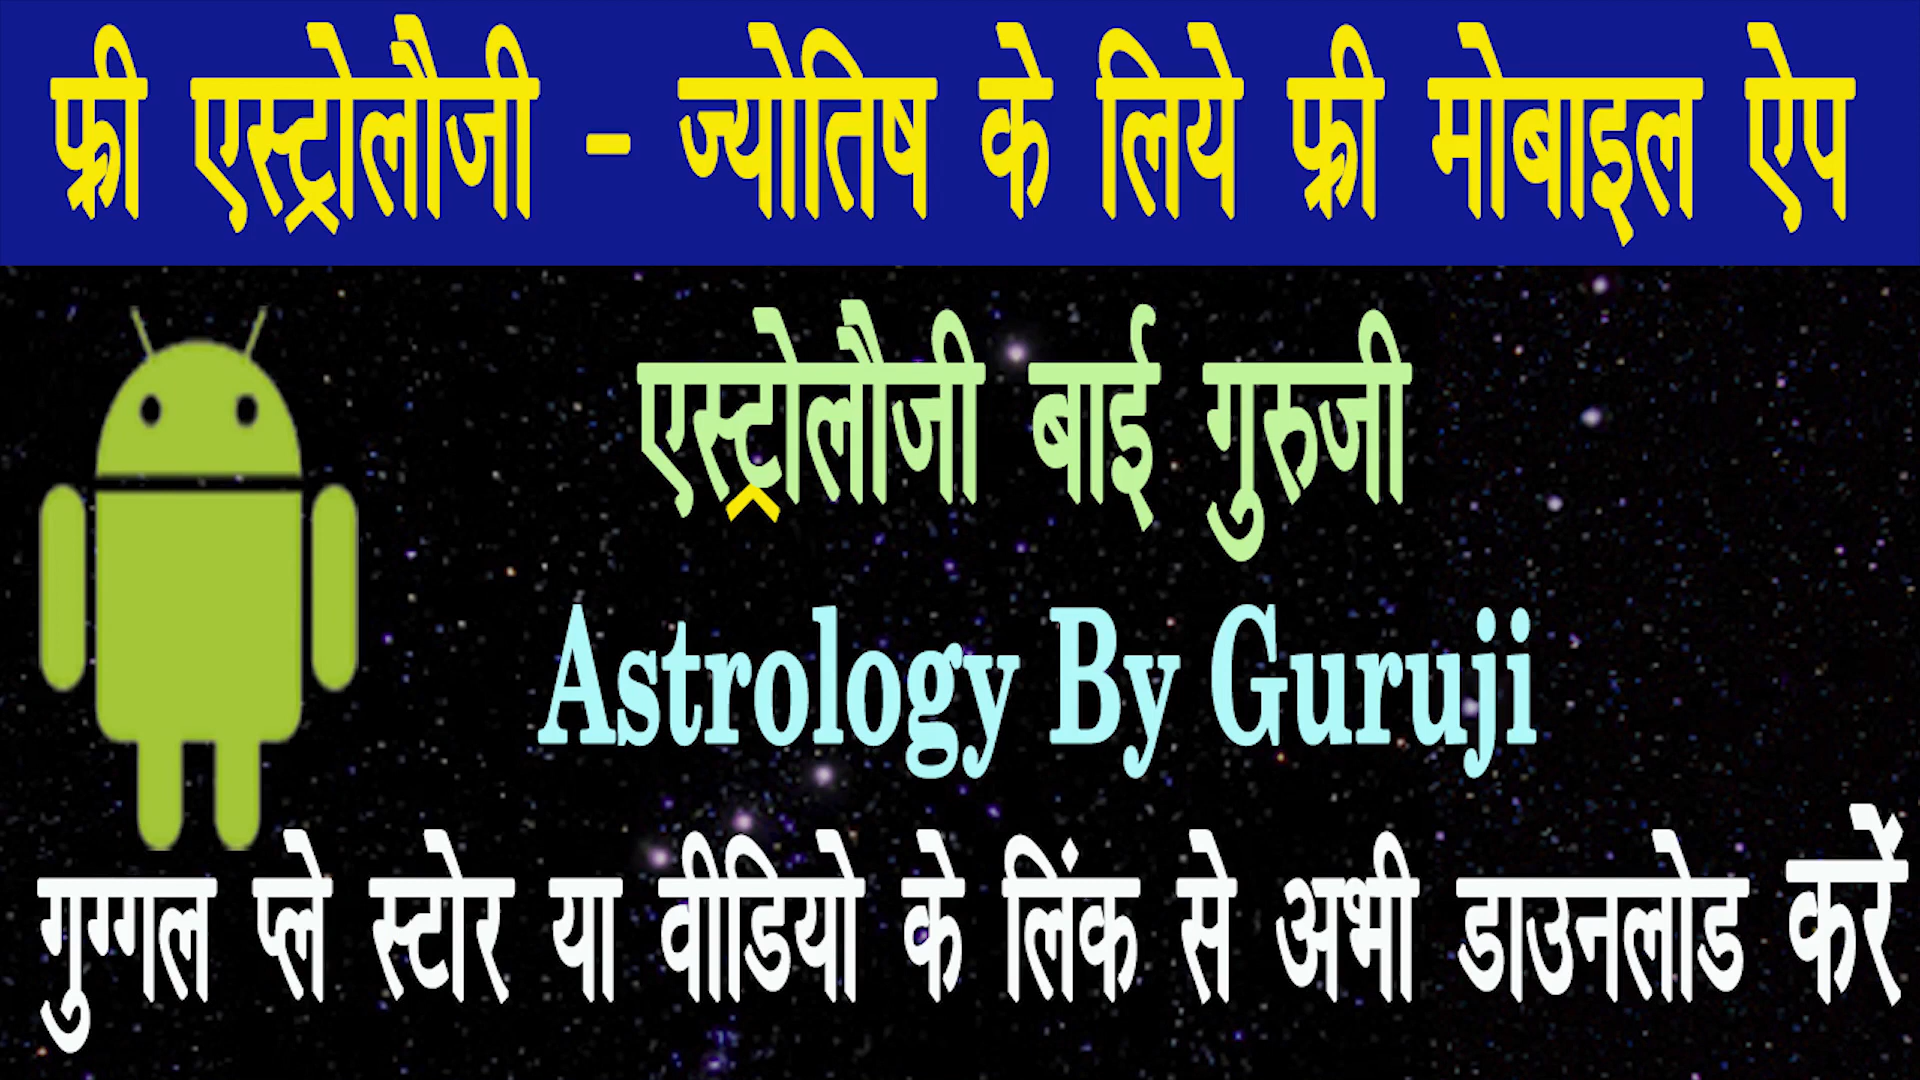 फ्री एस्ट्रोलौजी - ज्योतिष के लिये फ्री मोबाइल ऐप
एस्ट्रोलौजी बाई गुरुजी
Astrology By Guruji
गुग्गल प्ले स्टोर या वीडियो के लिंक से अभी डाउनलोड करें